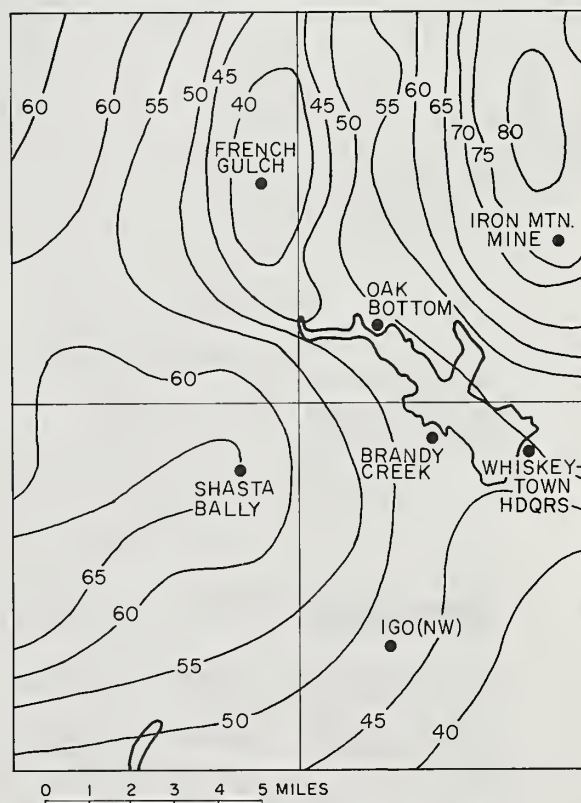 60
60
55
50
45
40
45
50
55
60
65
70
75
80
FRENCH
GULCH
IRON MTN.
MINE
OAK
BOTTOM
60
BRANDY
CREEK
WHISKEY-
TOWN
HDQRS
SHASTA
BALLY
65
60
IGO (NW)
55
50
45
40
0 1 2 3 4 5 MILES